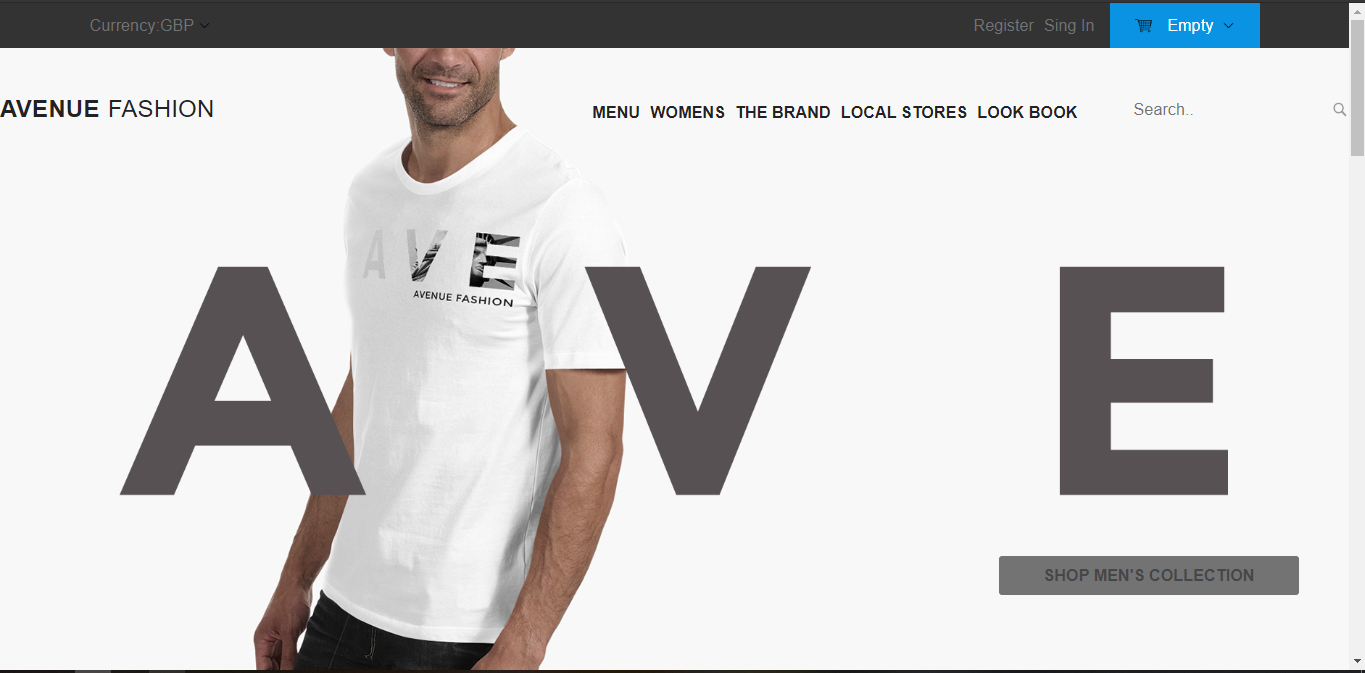 Currency:GBP
Register Sing In
Empty
AVENUE FASHION
MENU WOMENS THE BRAND LOCAL STORES LOOK BOOK
Search..
A V E
AVENUE FASHION
A V E
SHOP MEN'S COLLECTION